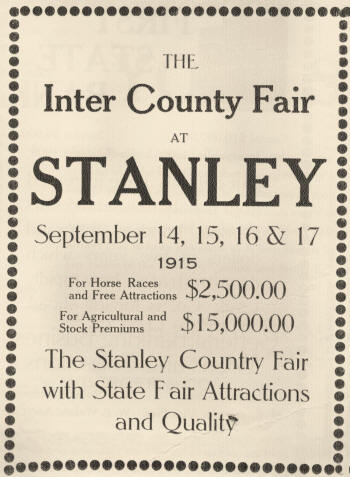 THE
Inter County Fair
AT
STANLEY
September 14, 15, 16 & 17
1915
For Horse Races
and Free Attractions $2,500.00
For Agricultural and
Stock Premiums $15,000.00
The Stanley Country Fair
with State Fair Attractions
and Quality